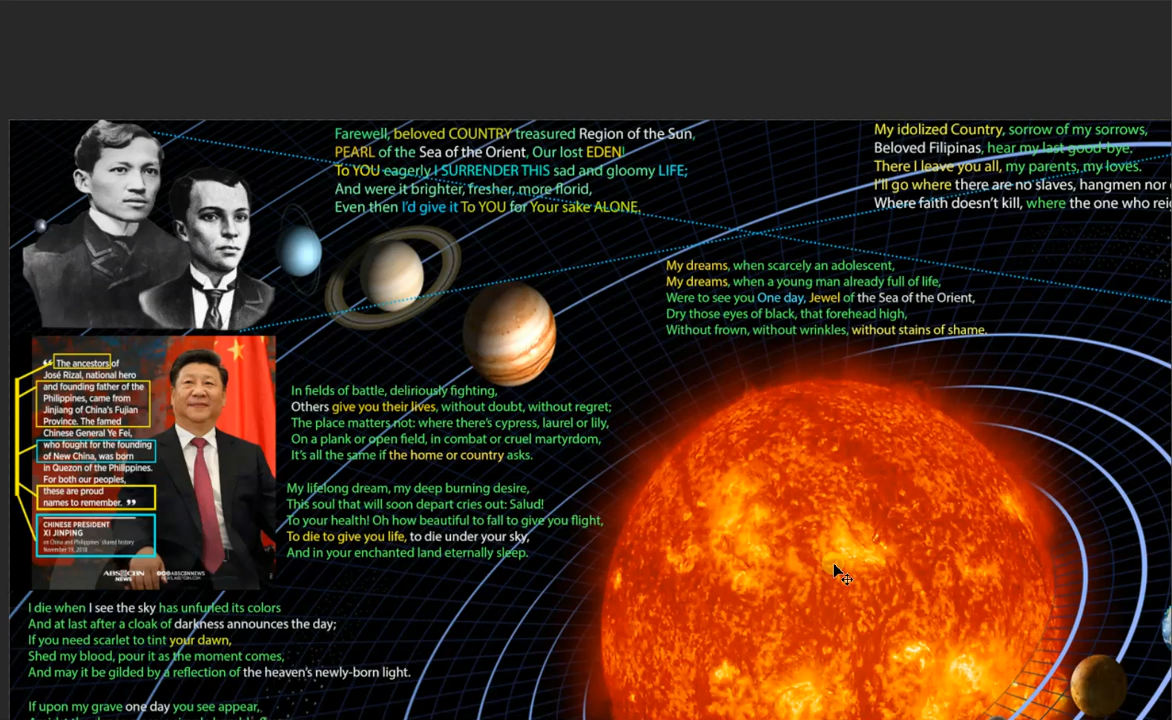 Farewell, beloved COUNTRY treasured Region of the Sun,
PEARL of the Sea of the Orient, Our lost EDEN!
To YOU eagerly I SURRENDER THIS sad and gloomy LIFE;
And were it brighter, fresher, more florid,
Even then I'd give it To YOU for Your sake ALONE.
My idolized Country, sorrow of my sorrows,
Beloved Filipinas, hear my last good-bye.
There I leave you all, my parents, my loves.
I'll go where there are no slaves, hangmen nor
Where faith doesn't kill, where the one who
My dreams, when scarcely an adolescent,
My dreams, when a young man already full of life,
Were to see you One day, Jewel of the Sea of the Orient,
Dry those eyes of black, that forehead high,
Without frown, without wrinkles, without stains of shame.
“ The ancestors of
José Rizal, national hero
and founding father of the
Philippines, came from
Jinjiang of China's Fujian
Province. The famed
Chinese General Ye Fei,
who fought for the founding
of New China, was born
in Quezon of the Philippines.
For both our peoples,
these are proud
names to remember. ”
CHINESE PRESIDENT
XI JINPING
on China and Philippines' shared history
November 19, 2018
ABS CBN
NEWS
ABSCBNNEWS
In fields of battle, deliriously fighting,
Others give you their lives, without doubt, without regret;
The place matters not: where there's cypress, laurel or lily,
On a plank or open field, in combat or cruel martyrdom,
It's all the same if the home or country asks.
My lifelong dream, my deep burning desire,
This soul that will soon depart cries out: Salud!
To your health! Oh how beautiful to fall to give you flight,
To die to give you life, to die under your sky,
And in your enchanted land eternally sleep.
I die when I see the sky has unfurled its colors
And at last after a cloak of darkness announces the day;
If you need scarlet to tint your dawn,
Shed my blood, pour it as the moment comes,
And may it be gilded by a reflection of the heaven's newly-born light.
If upon my grave one day you see appear,